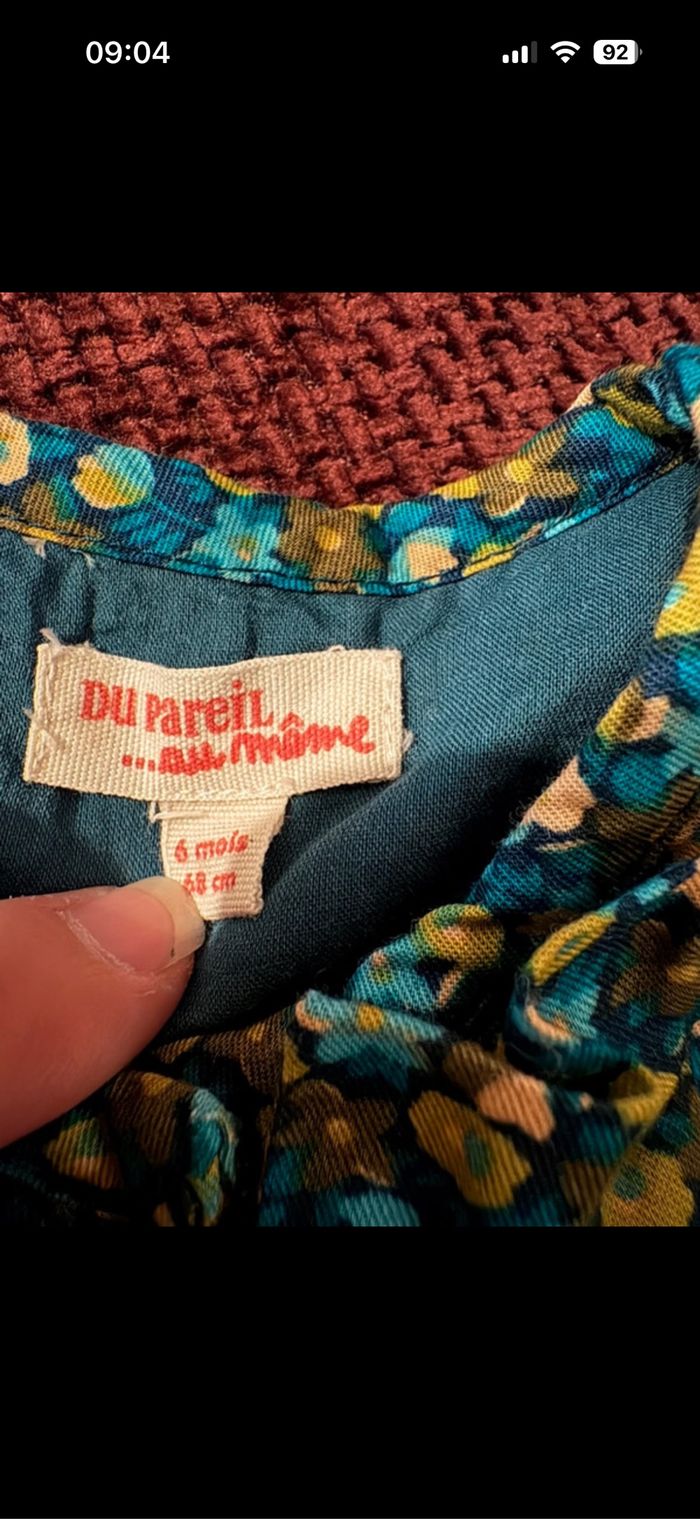 09:04
92
DU PAREIL
...au même
6 mois
68 cm